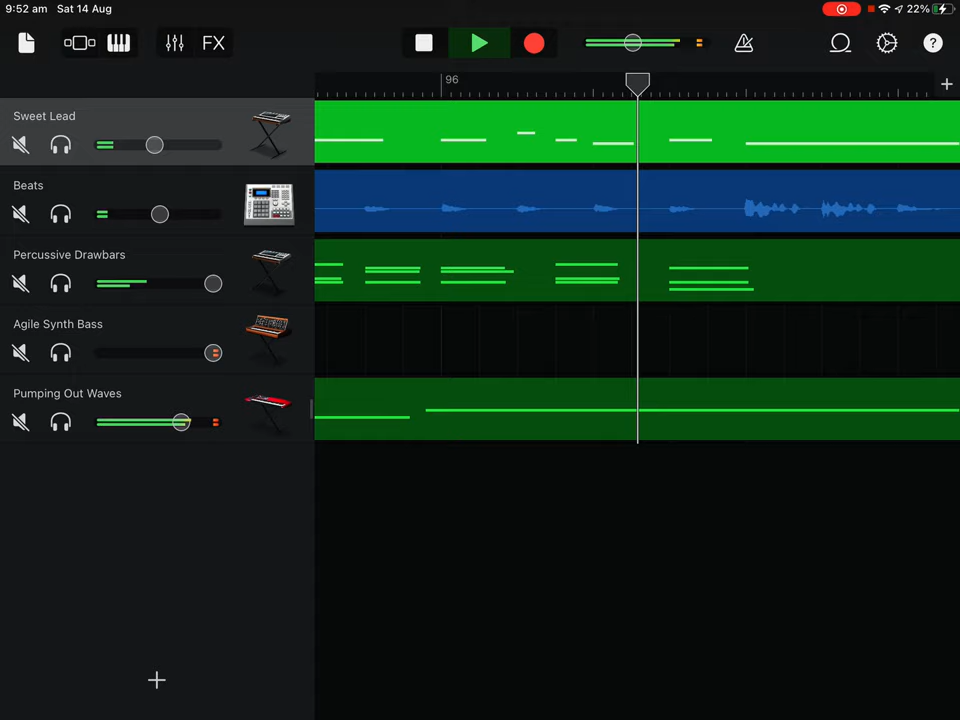 9:52 am Sat 14 Aug 22%
FX
?
96
Sweet Lead
Beats
Percussive Drawbars
Agile Synth Bass
Pumping Out Waves